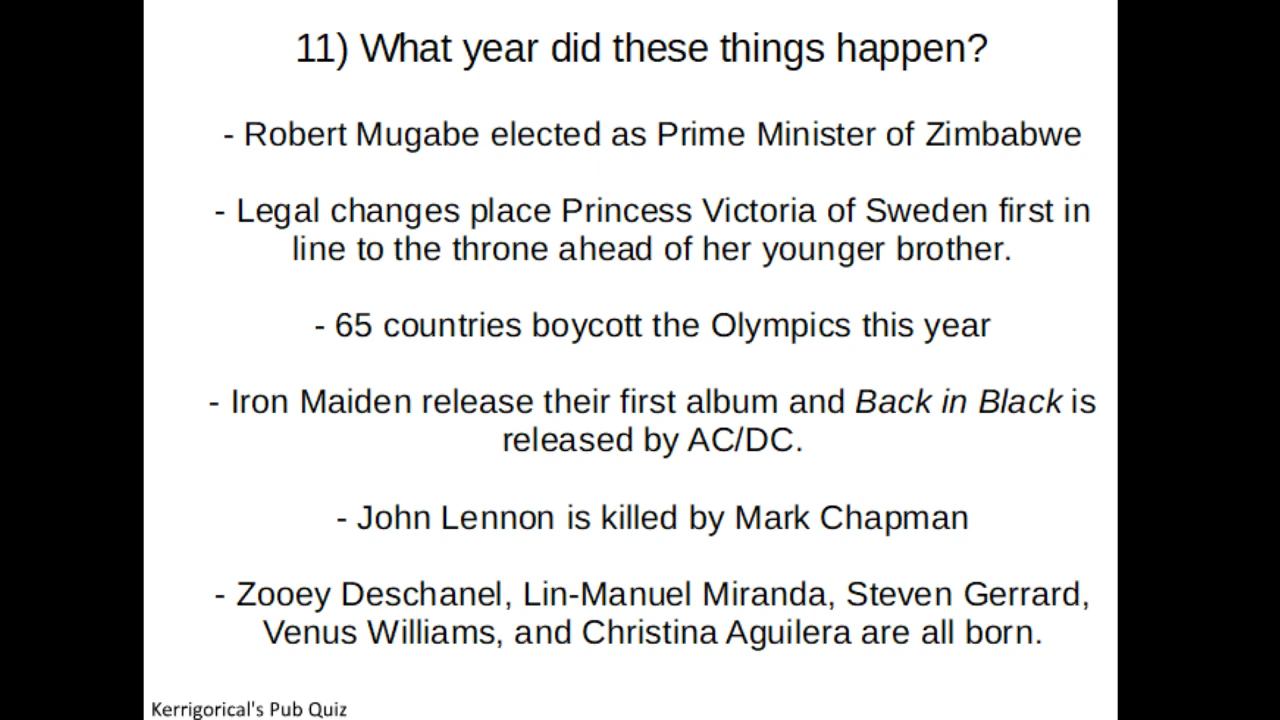 11) What year did these things happen?
- Robert Mugabe elected as Prime Minister of Zimbabwe
- Legal changes place Princess Victoria of Sweden first in
line to the throne ahead of her younger brother.
- 65 countries boycott the Olympics this year
- Iron Maiden release their first album and Back in Black is
released by AC/DC.
- John Lennon is killed by Mark Chapman
- Zooey Deschanel, Lin-Manuel Miranda, Steven Gerrard,
Venus Williams, and Christina Aguilera are all born.
Kerrigorical's Pub Quiz